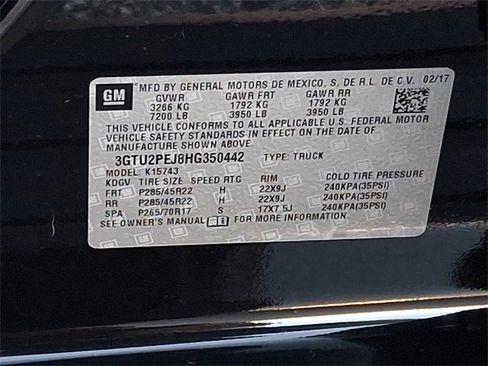 GM
MFD BY GENERAL MOTORS DE MEXICO, S, DE R.L. DE C.V. 02/17
GVWR GAWR FRT GAWR RR
3266 KG 1792 KG 1792 KG
7200 LB 3950 LB 3950 LB
THIS VEHICLE CONFORMS TO ALL APPLICABLE U.S. FEDERAL MOTOR
VEHICLE SAFETY STANDARDS IN EFFECT ON THE DATE OF
MANUFACTURE SHOWN ABOVE.
3GTU2PEJ8HG350442 TYPE: TRUCK
MODEL: K15743
KDGV TIRE SIZE SPEED RTG RIM COLD TIRE PRESSURE
FRT P285/45R22 H 22X9J 240KPA(35PSI)
RR P285/45R22 H 22X9J 240KPA(35PSI)
SPA P265/70R17 S 17X7.5J 240KPA(35PSI)
SEE OWNER'S MANUAL FOR ADDITIONAL INFORMATION.